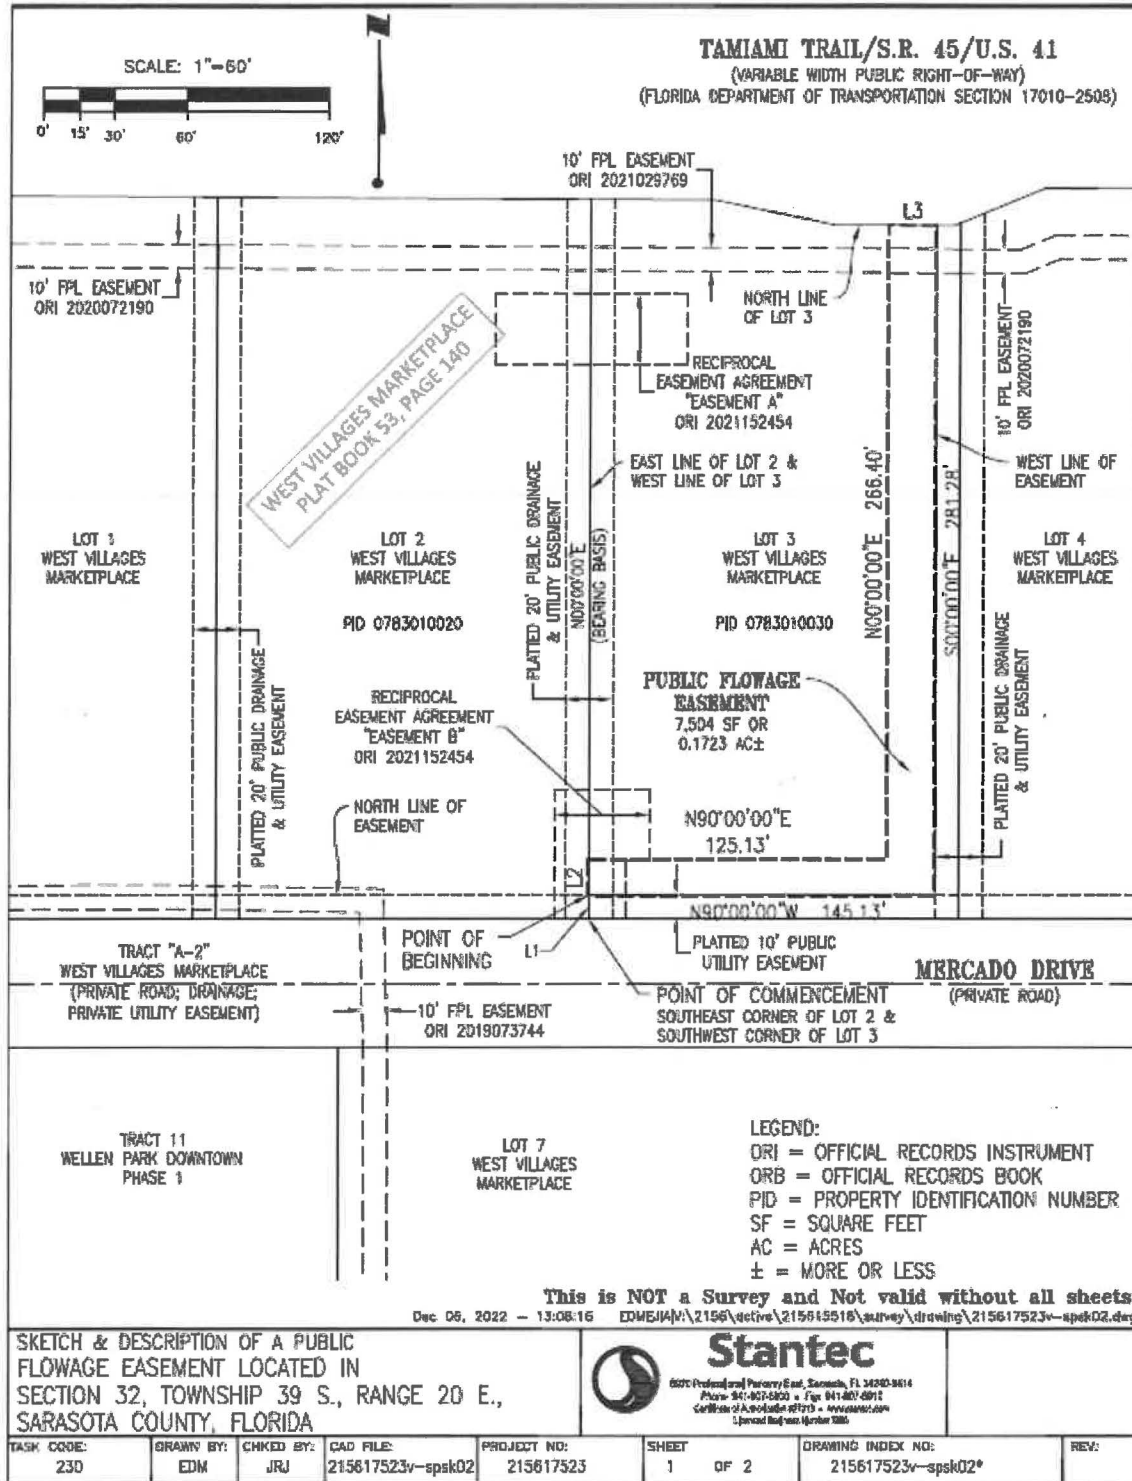 SCALE: 1"=60'
0' 15' 30' 60' 120'
N
TAMIAMI TRAIL/S.R. 45/U.S. 41
(VARIABLE WIDTH PUBLIC RIGHT-OF-WAY)
(FLORIDA DEPARTMENT OF TRANSPORTATION SECTION 17010-2508)
10' FPL EASEMENT
ORI 2021029769
L3
10' FPL EASEMENT
ORI 2020072190
NORTH LINE
OF LOT 3
10' FPL EASEMENT
ORI 2020072190
WEST VILLAGES MARKETPLACE
PLAT BOOK 53, PAGE 140
RECIPROCAL
EASEMENT AGREEMENT
"EASEMENT A"
ORI 2021152454
EAST LINE OF LOT 2 &
WEST LINE OF LOT 3
WEST LINE OF
EASEMENT
LOT 1
WEST VILLAGES
MARKETPLACE
LOT 2
WEST VILLAGES
MARKETPLACE
PID 0783010020
PLATTED 20' PUBLIC DRAINAGE
& UTILITY EASEMENT
N00°00'00"E
(BEARING BASIS)
LOT 3
WEST VILLAGES
MARKETPLACE
PID 0783010030
N00°00'00"E 266.40'
S00°00'00"E 281.28'
LOT 4
WEST VILLAGES
MARKETPLACE
PLATTED 20' PUBLIC DRAINAGE
& UTILITY EASEMENT
PLATTED 20' PUBLIC DRAINAGE
& UTILITY EASEMENT
PUBLIC FLOWAGE
EASEMENT
7,504 SF OR
0.1723 AC±
RECIPROCAL
EASEMENT AGREEMENT
"EASEMENT B"
ORI 2021152454
NORTH LINE OF
EASEMENT
N90°00'00"E
125.13'
L2
N90°00'00"W 145.13'
POINT OF
BEGINNING
L1
PLATTED 10' PUBLIC
UTILITY EASEMENT
TRACT "A-2"
WEST VILLAGES MARKETPLACE
(PRIVATE ROAD; DRAINAGE;
PRIVATE UTILITY EASEMENT)
MERCADO DRIVE
(PRIVATE ROAD)
10' FPL EASEMENT
ORI 2019073744
POINT OF COMMENCEMENT
SOUTHEAST CORNER OF LOT 2 &
SOUTHWEST CORNER OF LOT 3
TRACT 11
WELLEN PARK DOWNTOWN
PHASE 1
LOT 7
WEST VILLAGES
MARKETPLACE
LEGEND:
ORI = OFFICIAL RECORDS INSTRUMENT
ORB = OFFICIAL RECORDS BOOK
PID = PROPERTY IDENTIFICATION NUMBER
SF = SQUARE FEET
AC = ACRES
± = MORE OR LESS
This is NOT a Survey and Not valid without all sheets
Dec 06, 2022 - 13:08:16
SKETCH & DESCRIPTION OF A PUBLIC
FLOWAGE EASEMENT LOCATED IN
SECTION 32, TOWNSHIP 39 S., RANGE 20 E.,
SARASOTA COUNTY, FLORIDA
Stantec
TASK CODE: DRAWN BY: CHKED BY: CAD FILE: PROJECT NO: SHEET DRAWING INDEX NO: REV:
230 EDM JRJ 215617523v-spsk02 215617523 1 OF 2 215617523v-spsk02*